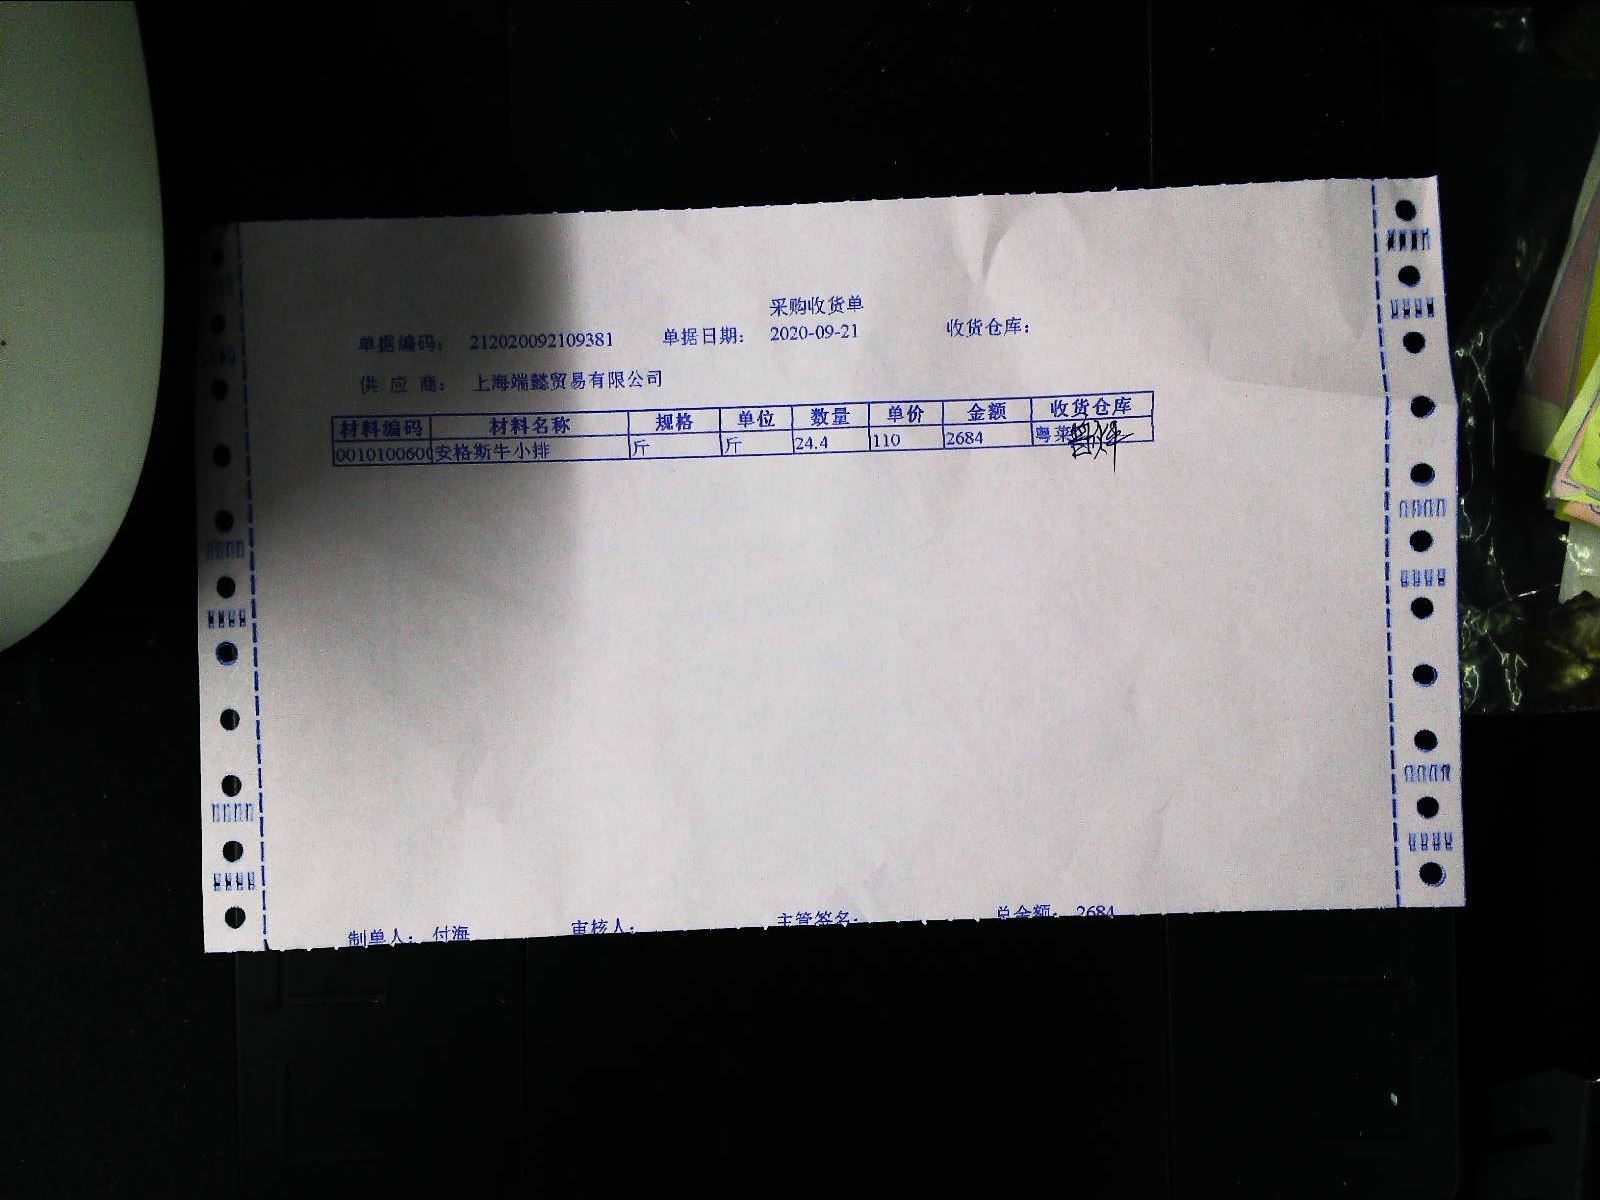 采购收货单
单据编码： 212020092109381 单据日期： 2020-09-21 收货仓库：
供 应 商： 上海端懿贸易有限公司
材料编码 材料名称 规格 单位 数量 单价 金额 收货仓库
0010100600 安格斯牛小排 斤 斤 24.4 110 2684 粤菜
制单人： 付海 审核人： 主管签名： 总金额： 2684